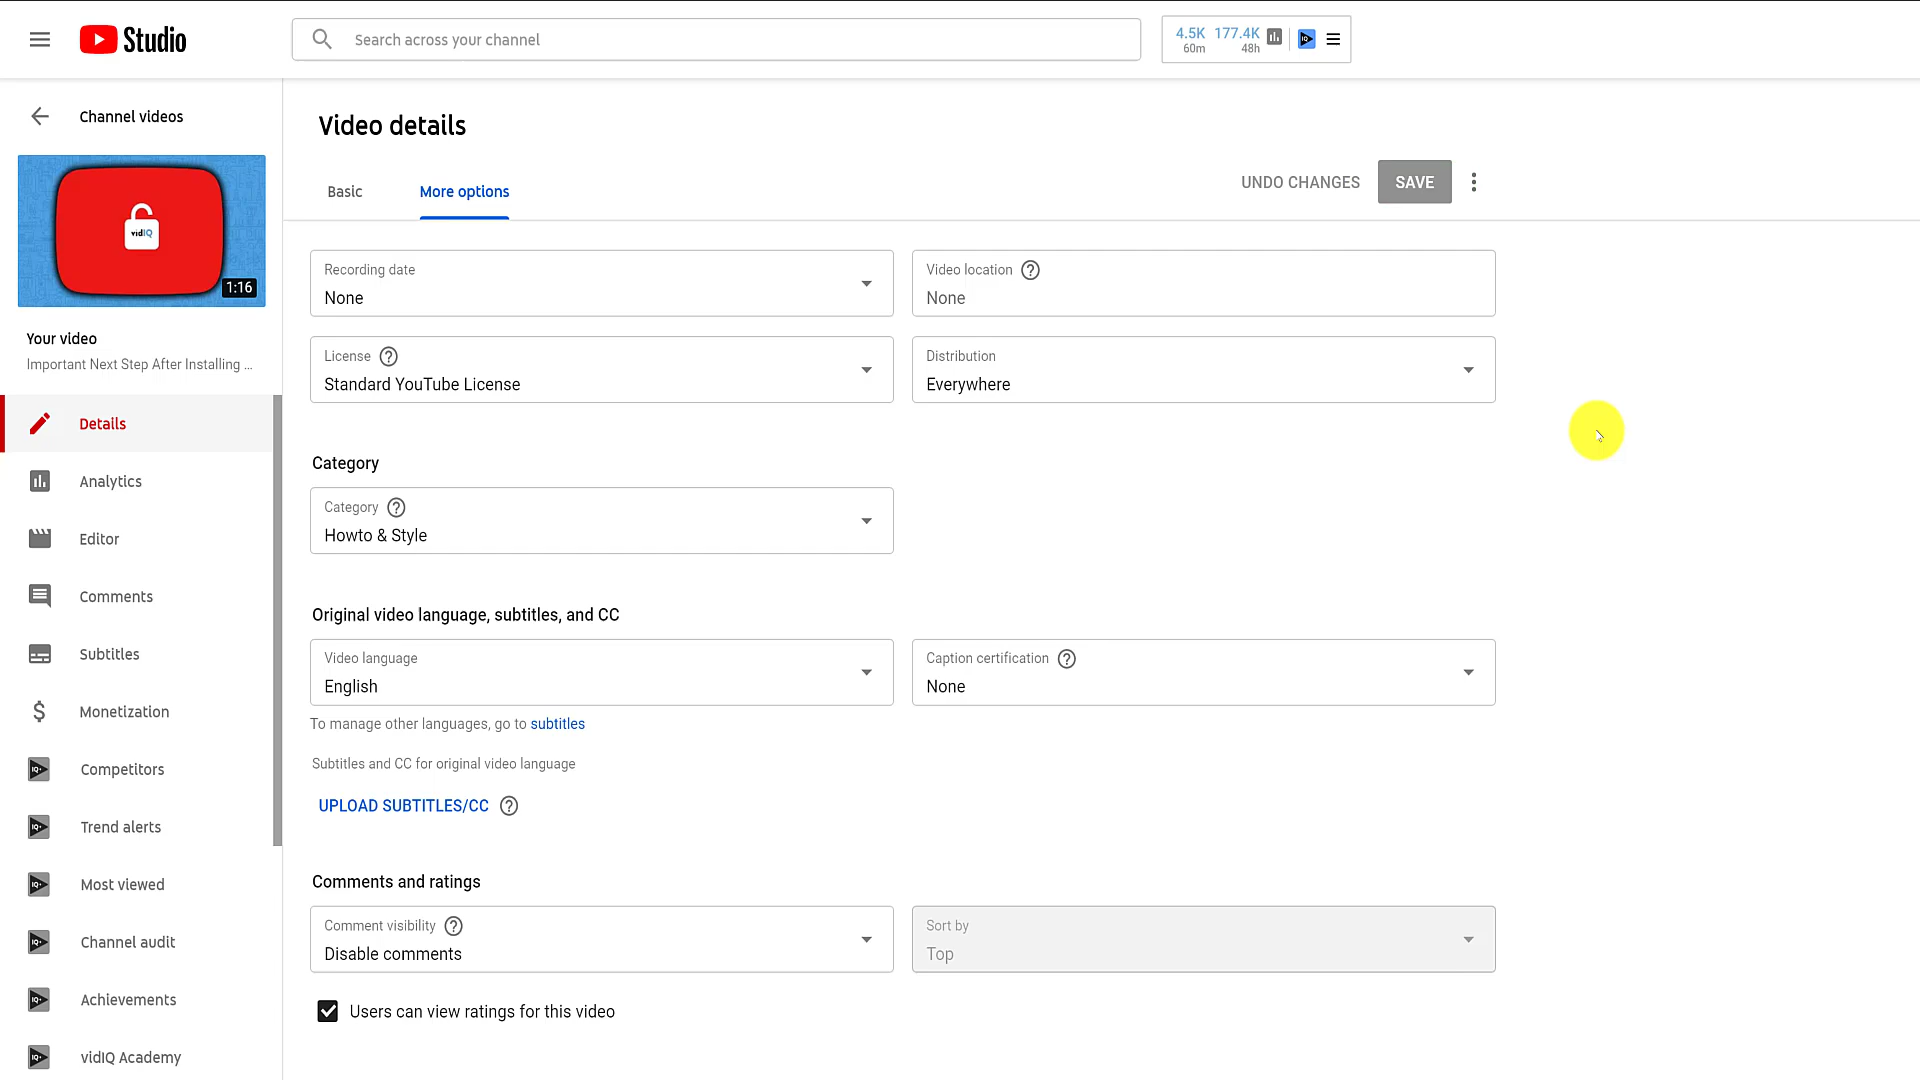 Studio
Search across your channel
4.5K 177.4K
60m 48h
Channel videos
vidIQ
1:16
Your video
Important Next Step After Installing ...
Details
Analytics
Editor
Comments
Subtitles
Monetization
Competitors
Trend alerts
Most viewed
Channel audit
Achievements
vidIQ Academy
Video details
Basic
More options
UNDO CHANGES
SAVE
Recording date
None
Video location
None
License
Standard YouTube License
Distribution
Everywhere
Category
Category
Howto & Style
Original video language, subtitles, and CC
Video language
English
Caption certification
None
To manage other languages, go to subtitles
Subtitles and CC for original video language
UPLOAD SUBTITLES/CC
Comments and ratings
Comment visibility
Disable comments
Sort by
Top
Users can view ratings for this video